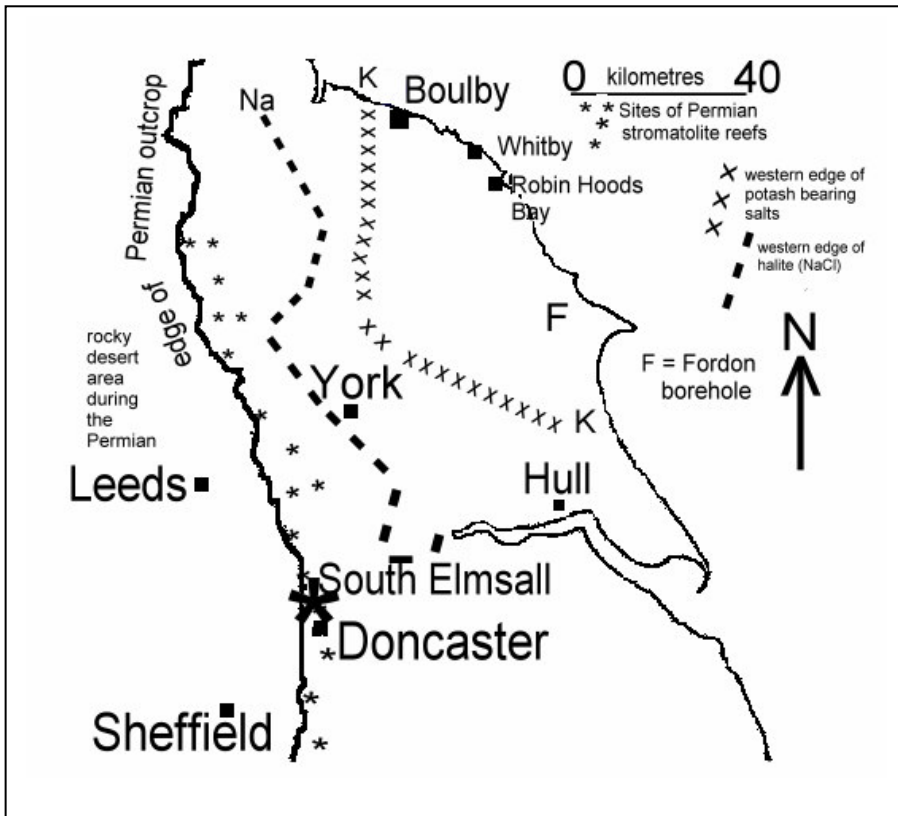 0 kilometres 40
* * Sites of Permian
* stromatolite reefs
*
K
Na
Boulby
Whitby
Robin Hoods
Bay
x western edge of
x potash bearing
x salts
western edge of
halite (NaCl)
Permian outcrop
edge of
rocky
desert
area
during
the
Permian
F
F = Fordon
borehole
N
York
K
Leeds
Hull
South Elmsall
Doncaster
Sheffield